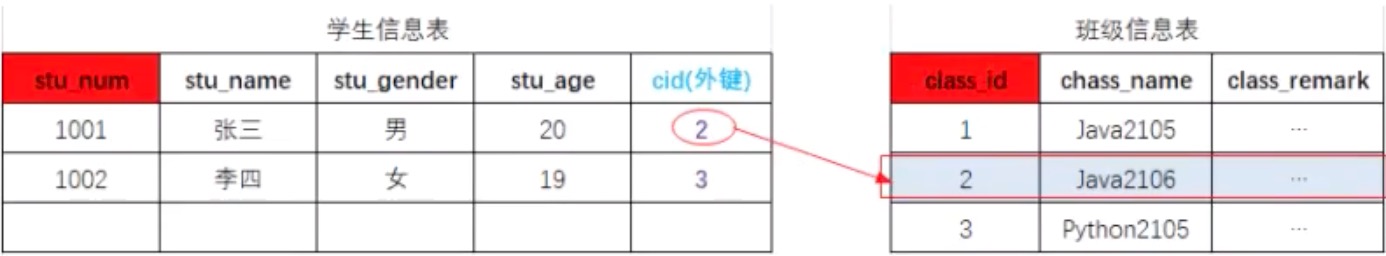 学生信息表 班级信息表
stu_num stu_name stu_gender stu_age cid(外键) class_id chass_name class_remark
1001 张三 男 20 2 1 Java2105 ...
1002 李四 女 19 3 2 Java2106 ...
3 Python2105 ...